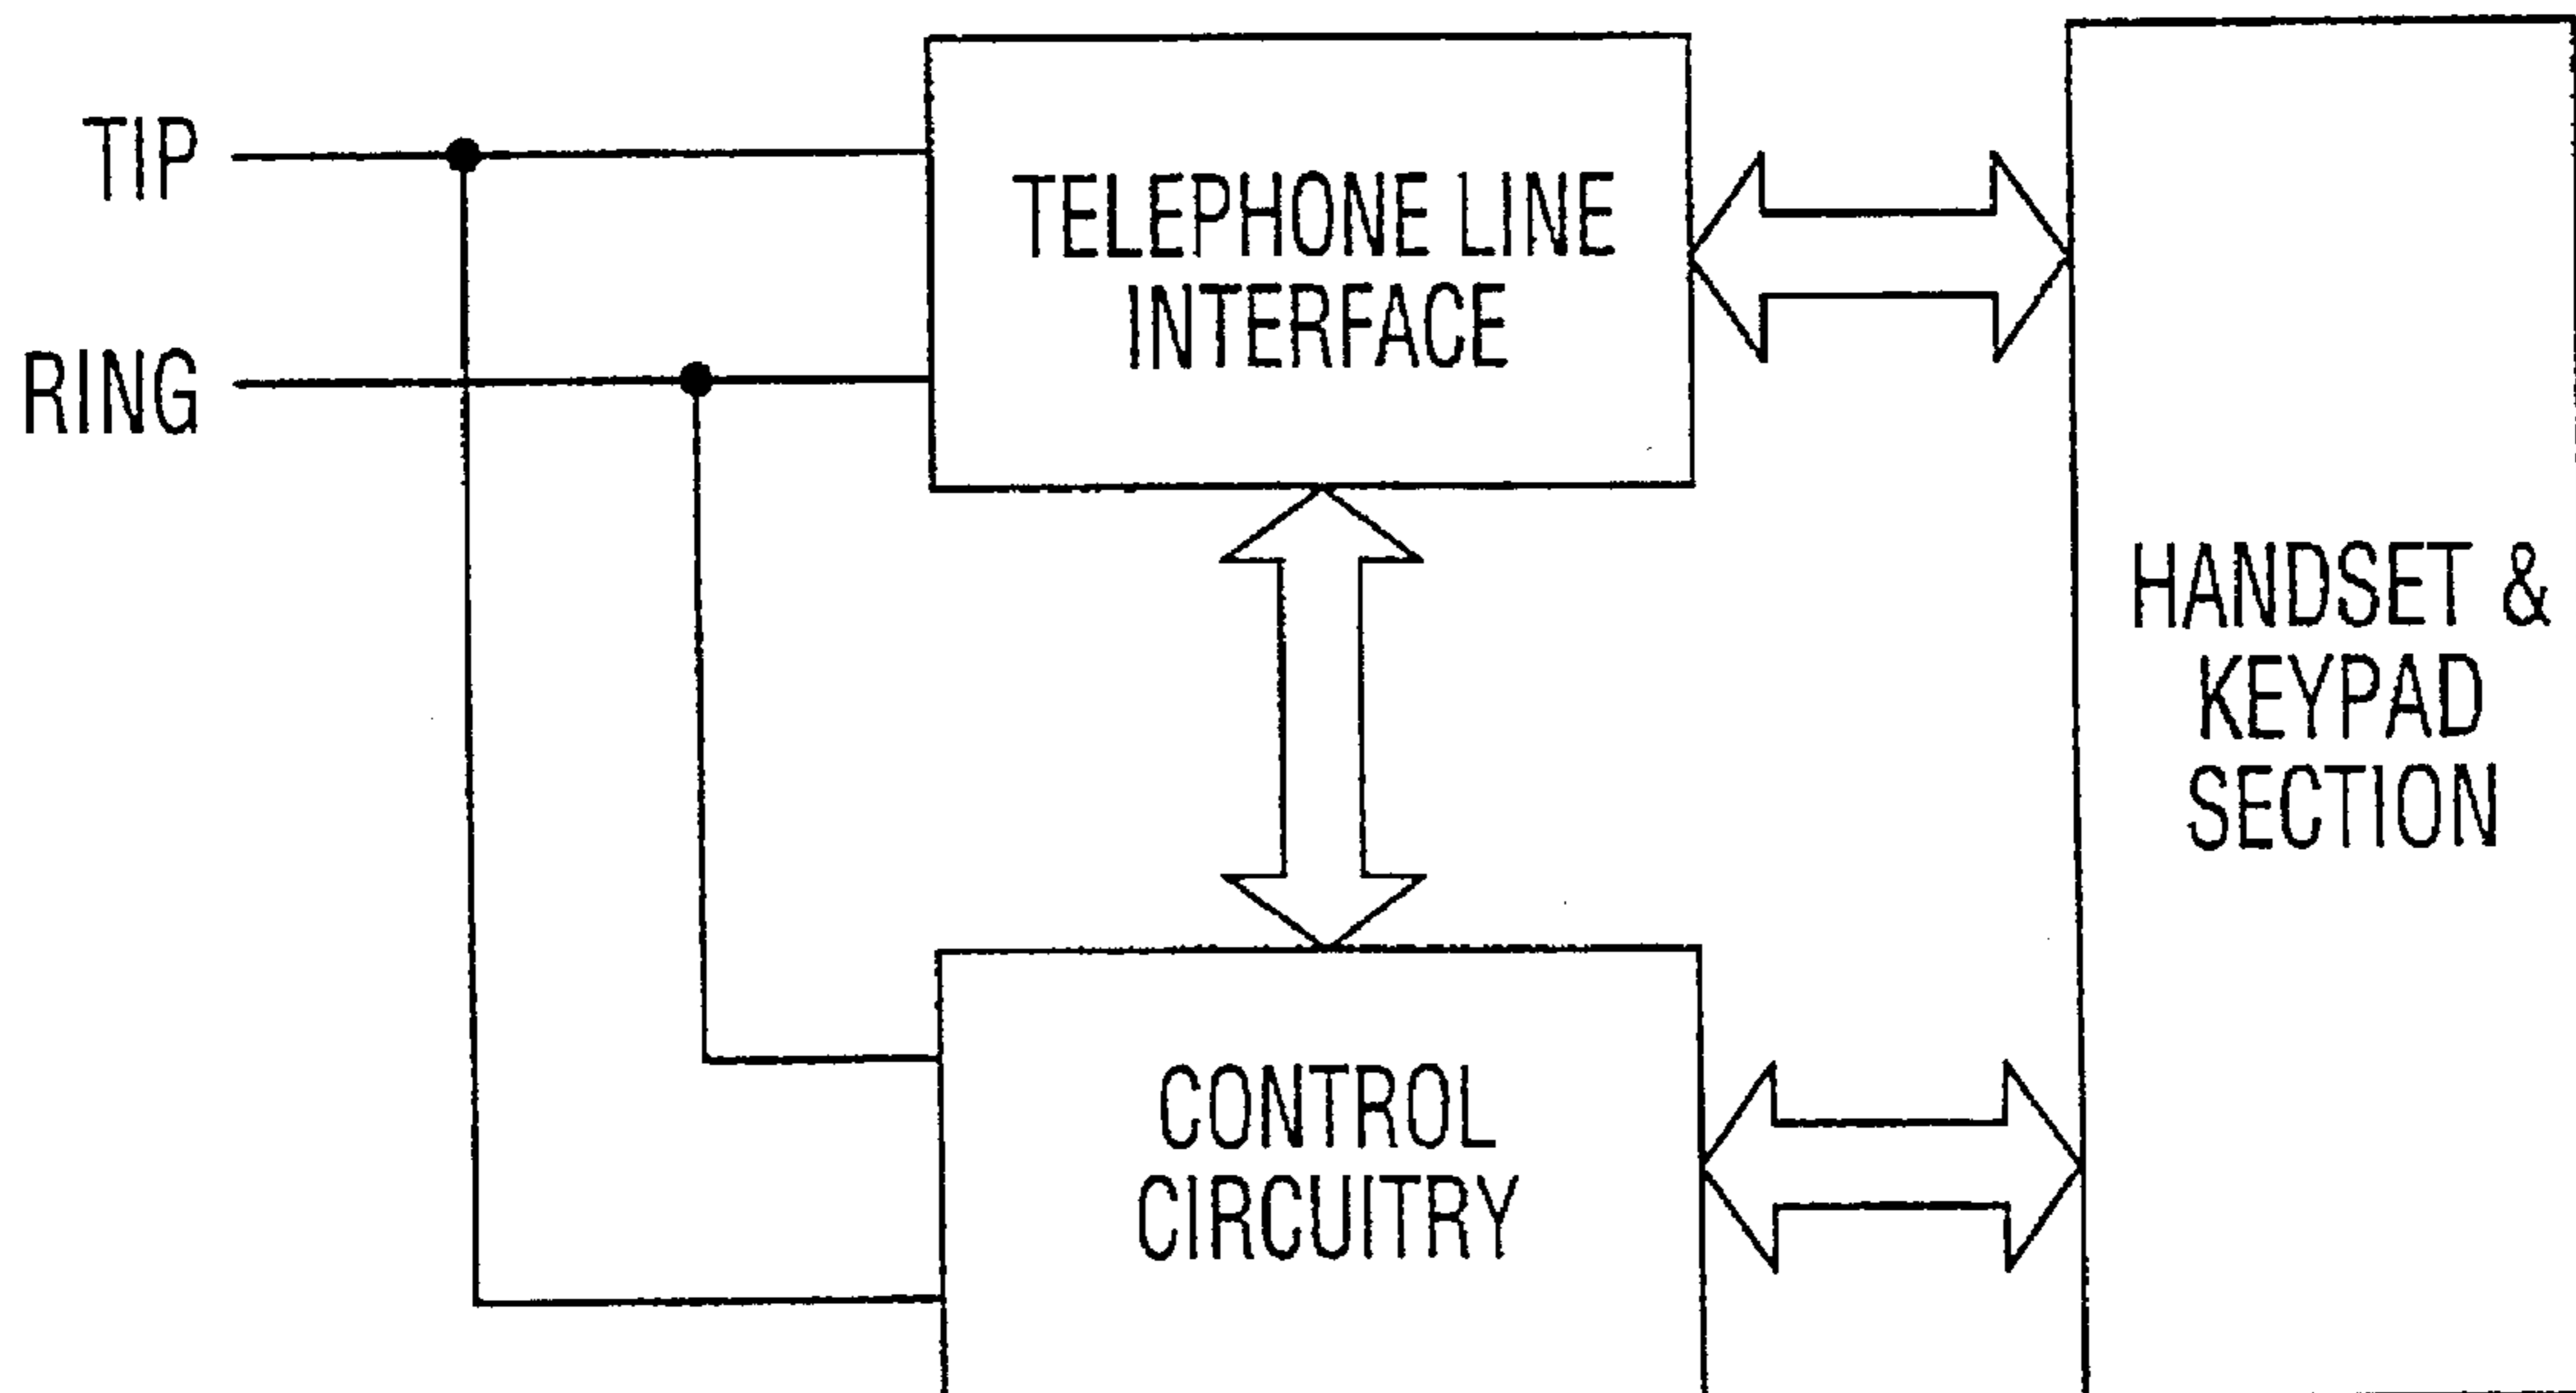 TIP
RING
TELEPHONE LINE
INTERFACE
HANDSET &
KEYPAD
SECTION
CONTROL
CIRCUITRY